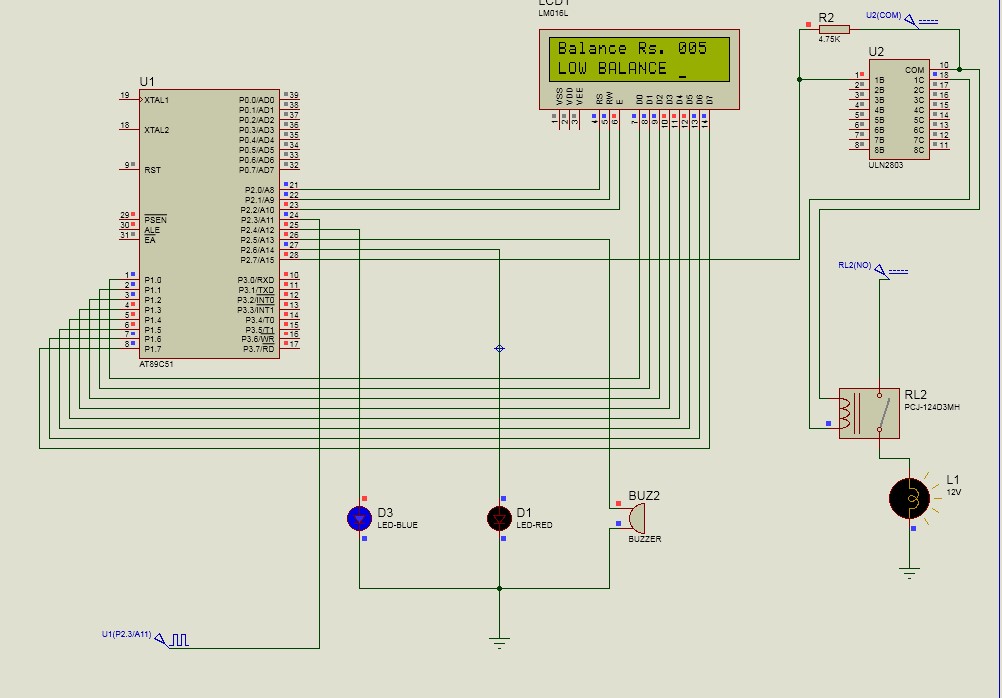 LCD1
LM016L
Balance Rs. 005
LOW BALANCE _
VSS
VDD
VEE
RS
RW
E
D0
D1
D2
D3
D4
D5
D6
D7
1
2
3
4
5
6
7
8
9
10
11
12
13
14
R2
4.75K
U2(COM)
U2
COM 10
1 1B 1C 18
2 2B 2C 17
3 3B 3C 16
4 4B 4C 15
5 5B 5C 14
6 6B 6C 13
7 7B 7C 12
8 8B 8C 11
ULN2803
U1
19 XTAL1 P0.0/AD0 39
P0.1/AD1 38
P0.2/AD2 37
18 XTAL2 P0.3/AD3 36
P0.4/AD4 35
P0.5/AD5 34
P0.6/AD6 33
9 RST P0.7/AD7 32
P2.0/A8 21
P2.1/A9 22
P2.2/A10 23
29 PSEN P2.3/A11 24
30 ALE P2.4/A12 25
31 EA P2.5/A13 26
P2.6/A14 27
P2.7/A15 28
1 P1.0 P3.0/RXD 10
2 P1.1 P3.1/TXD 11
3 P1.2 P3.2/INT0 12
4 P1.3 P3.3/INT1 13
5 P1.4 P3.4/T0 14
6 P1.5 P3.5/T1 15
7 P1.6 P3.6/WR 16
8 P1.7 P3.7/RD 17
AT89C51
RL2(NO)
RL2
PCJ-124D3MH
L1
12V
D3
LED-BLUE
D1
LED-RED
BUZ2
BUZZER
U1(P2.3/A11)